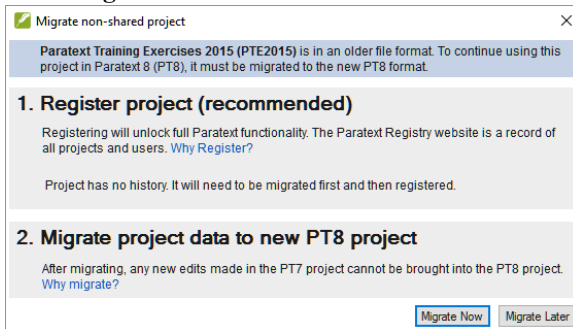 Migrate non-shared project
Paratext Training Exercises 2015 (PTE2015) is in an older file format. To continue using this
project in Paratext 8 (PT8), it must be migrated to the new PT8 format.
1. Register project (recommended)
Registering will unlock full Paratext functionality. The Paratext Registry website is a record of
all projects and users. Why Register?
Project has no history. It will need to be migrated first and then registered.
2. Migrate project data to new PT8 project
After migrating, any new edits made in the PT7 project cannot be brought into the PT8 project.
Why migrate?
Migrate Now Migrate Later